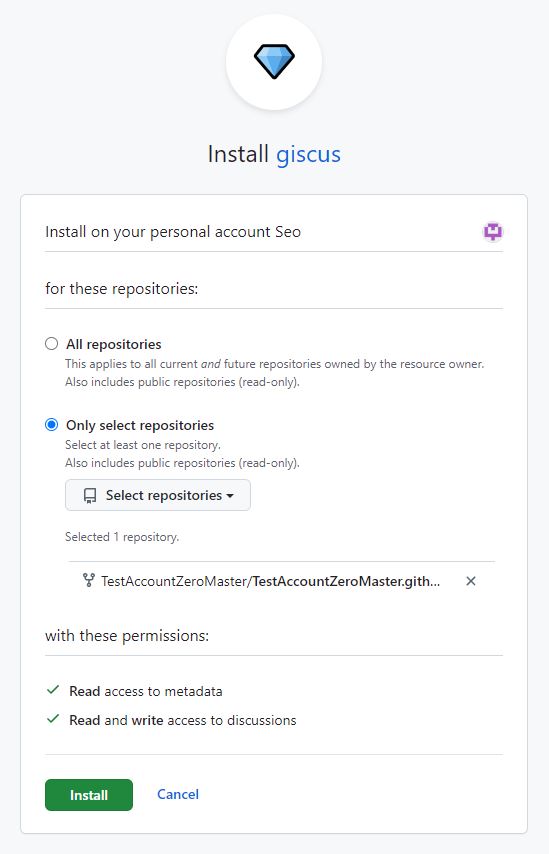 Install giscus
Install on your personal account Seo
for these repositories:
All repositories
This applies to all current and future repositories owned by the resource owner.
Also includes public repositories (read-only).
Only select repositories
Select at least one repository.
Also includes public repositories (read-only).
Select repositories
Selected 1 repository.
TestAccountZeroMaster/TestAccountZeroMaster.gith...
with these permissions:
Read access to metadata
Read and write access to discussions
Install
Cancel